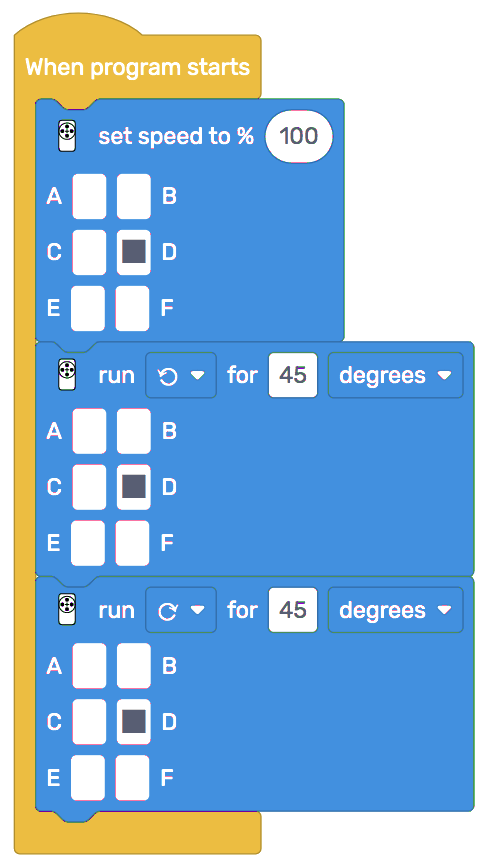 When program starts
set speed to % 100
A B
C D
E F
run for 45 degrees
A B
C D
E F
run for 45 degrees
A B
C D
E F